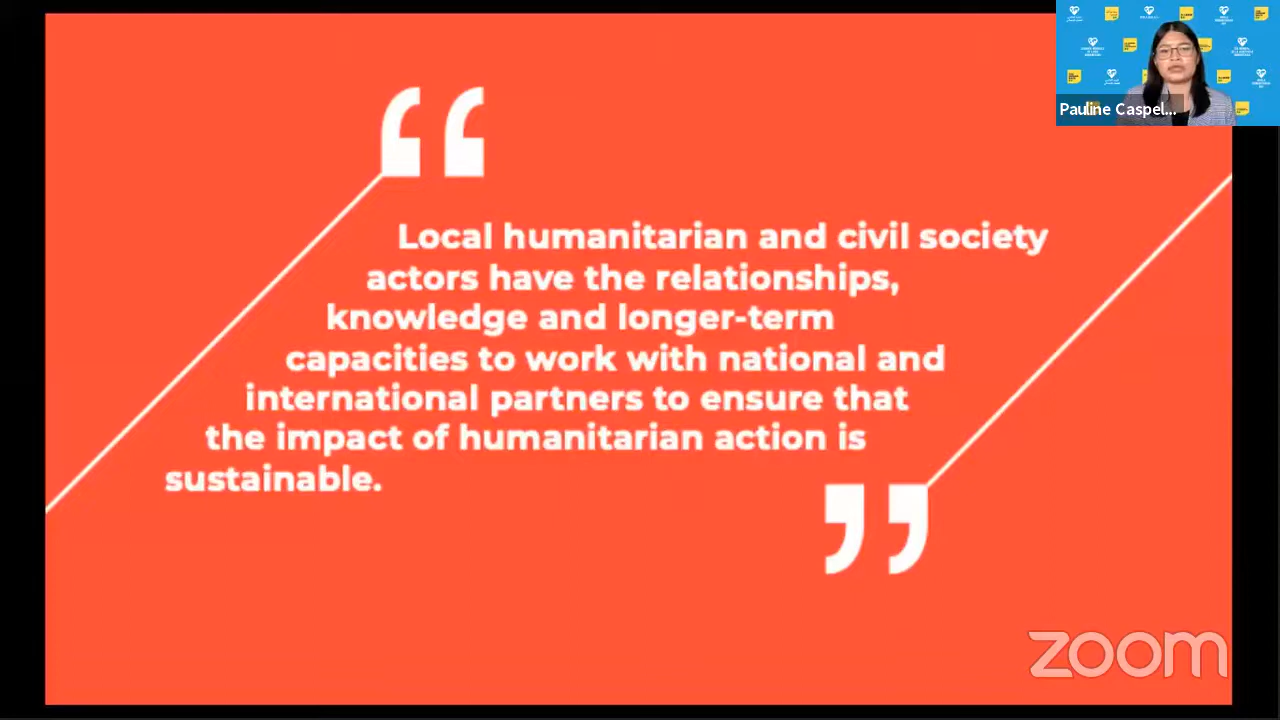 Pauline Caspel...
Local humanitarian and civil society
actors have the relationships,
knowledge and longer-term
capacities to work with national and
international partners to ensure that
the impact of humanitarian action is
sustainable.
zoom